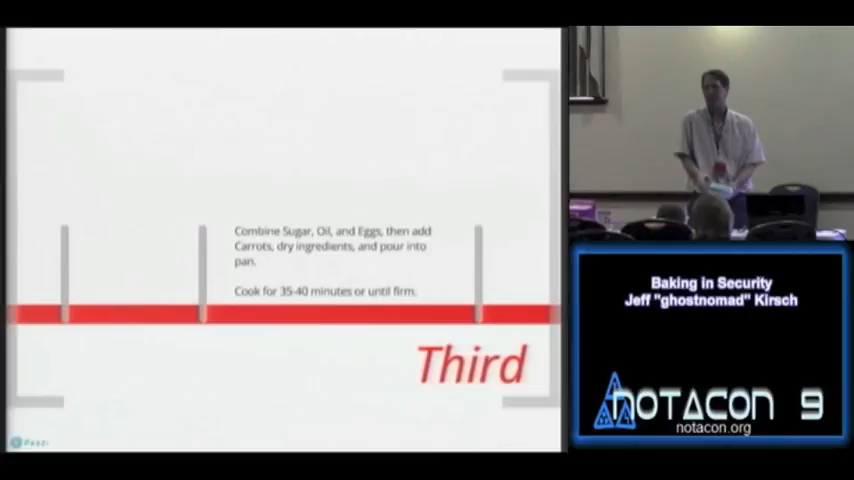 Combine Sugar, Oil, and Eggs, then add
Carrots, dry ingredients, and pour into
pan.
Cook for 35-40 minutes or until firm.
Third
Prezi
Baking in Security
Jeff "ghostnomad" Kirsch
NOTACON 9
notacon.org